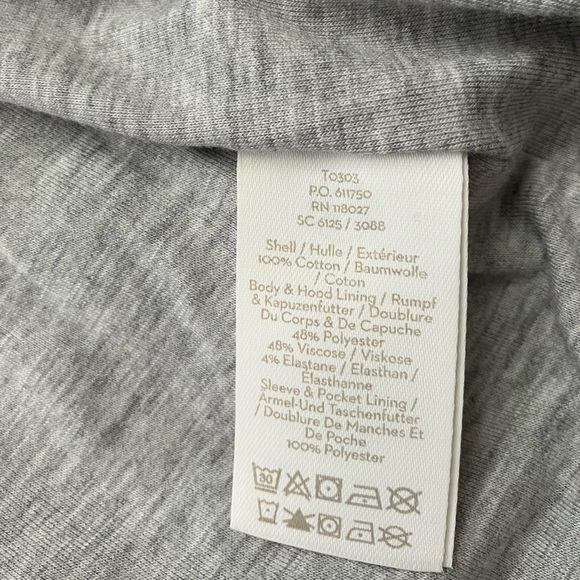 T0303
P.O. 611750
RN 118027
SC 6125 / 3088
Shell / Hulle / Extérieur
100% Cotton / Baumwolle
/ Coton
Body & Hood Lining / Rumpf
& Kapuzenfutter / Doublure
Du Corps & De Capuche
48% Polyester
48% Viscose / Viskose
4% Elastane / Elasthan /
Élasthanne
Sleeve & Pocket Lining /
Armel-Und Taschenfutter
/ Doublure De Manches Et
De Poche
100% Polyester
30